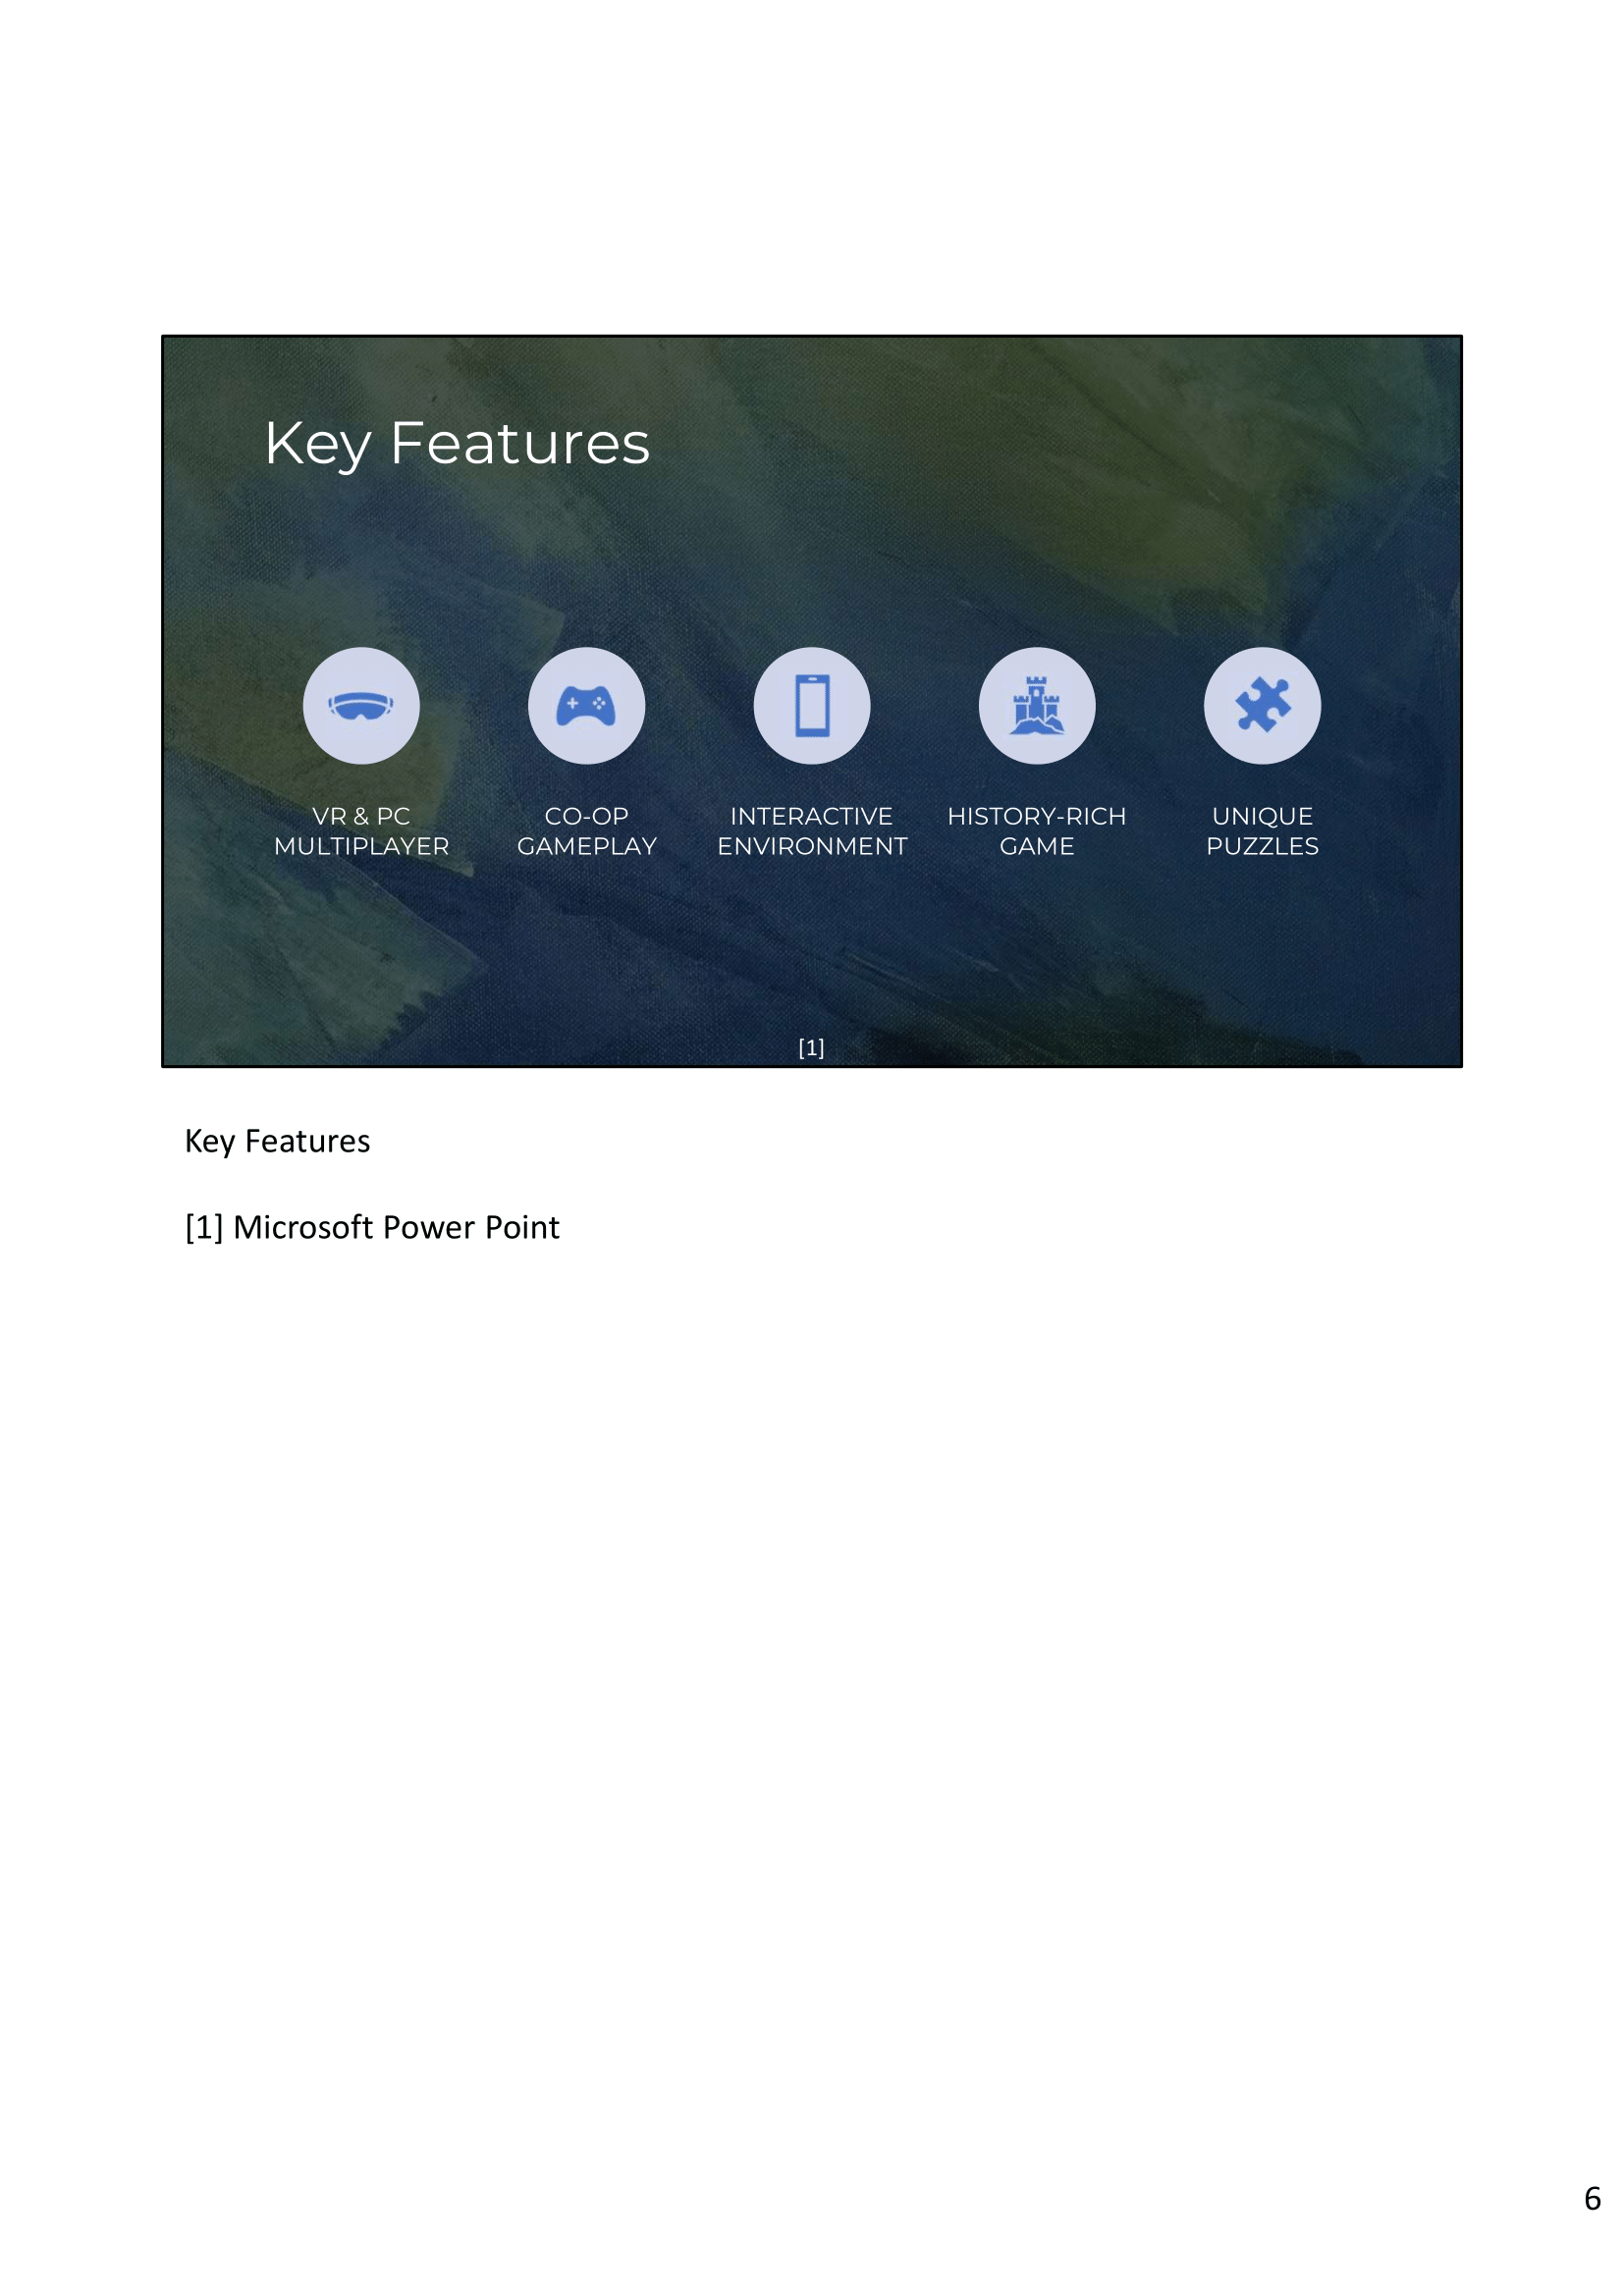 Key Features
VR & PC
MULTIPLAYER
CO-OP
GAMEPLAY
INTERACTIVE
ENVIRONMENT
HISTORY-RICH
GAME
UNIQUE
PUZZLES
[1]
Key Features
[1] Microsoft Power Point
6